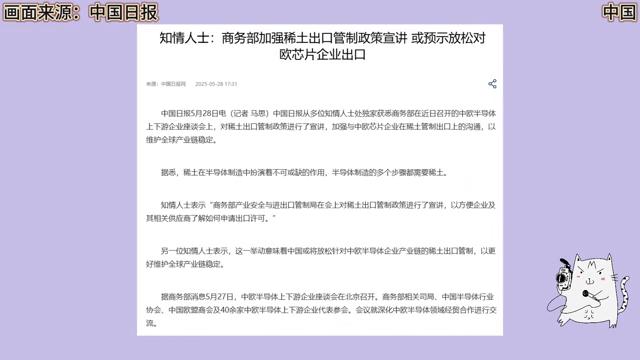 画面来源：中国日报
中国
知情人士：商务部加强稀土出口管制政策宣讲 或预示放松对
欧芯片企业出口
来源：中国日报网 2025-05-28 17:31
中国日报5月28日电（记者 马思）中国日报从多位知情人士处独家获悉商务部在近日召开的中欧半导体
上下游企业座谈会上，对稀土出口管制政策进行了宣讲，加强与中欧芯片企业在稀土管制出口上的沟通，以
维护全球产业链稳定。
据悉，稀土在半导体制造中扮演着不可或缺的作用，半导体制造的多个步骤都需要稀土。
知情人士表示“商务部产业安全与进出口管制局在会上对稀土出口管制政策进行了宣讲，以方便企业及
其相关供应商了解如何申请出口许可。”
另一位知情人士表示，这一举动意味着中国或将放松针对中欧半导体企业产业链的稀土出口管制，以更
好维护全球产业链稳定。
据商务部消息5月27日，中欧半导体上下游企业座谈会在北京召开。商务部相关司局、中国半导体行业
协会、中国欧盟商会及40余家中欧半导体上下游企业代表参会。会议就深化中欧半导体领域经贸合作进行交
流。